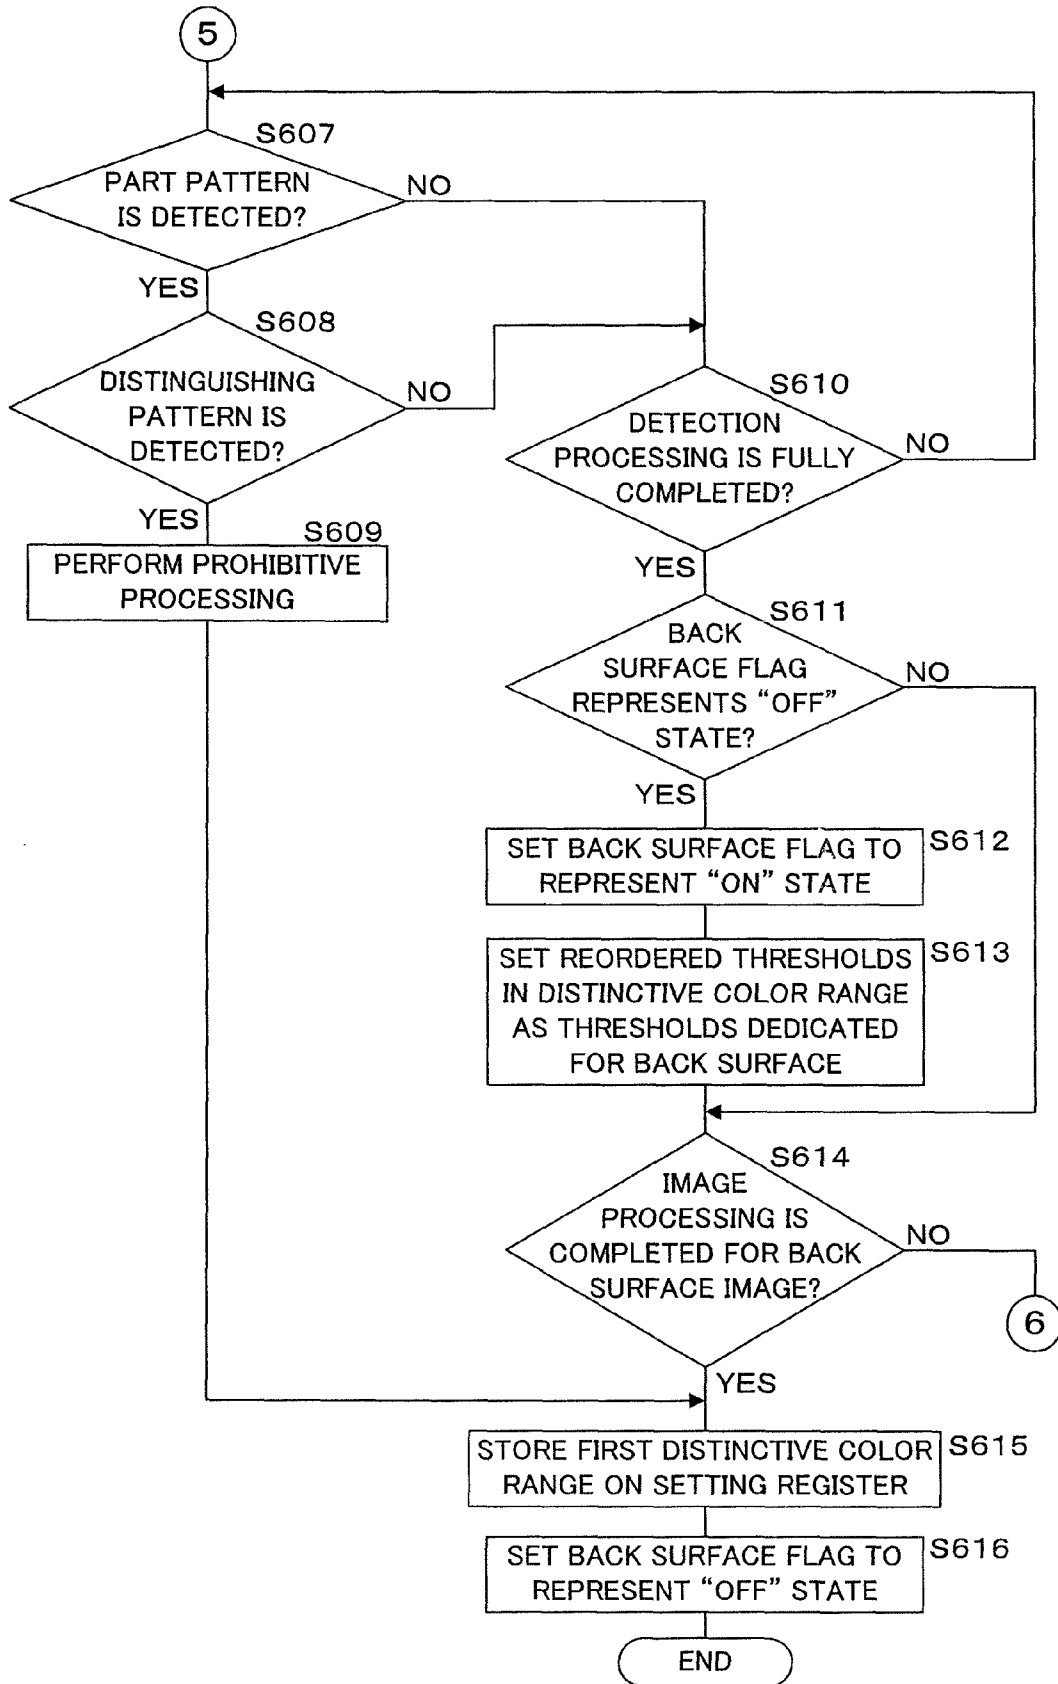 5
S607
PART PATTERN
IS DETECTED?
NO
YES
S608
DISTINGUISHING
PATTERN IS
DETECTED?
NO
YES
S609
PERFORM PROHIBITIVE
PROCESSING
S610
DETECTION
PROCESSING IS FULLY
COMPLETED?
NO
YES
S611
BACK
SURFACE FLAG
REPRESENTS “OFF”
STATE?
NO
YES
S612
SET BACK SURFACE FLAG TO
REPRESENT “ON” STATE
S613
SET REORDERED THRESHOLDS
IN DISTINCTIVE COLOR RANGE
AS THRESHOLDS DEDICATED
FOR BACK SURFACE
S614
IMAGE
PROCESSING IS
COMPLETED FOR BACK
SURFACE IMAGE?
NO
6
YES
S615
STORE FIRST DISTINCTIVE COLOR
RANGE ON SETTING REGISTER
S616
SET BACK SURFACE FLAG TO
REPRESENT “OFF” STATE
END